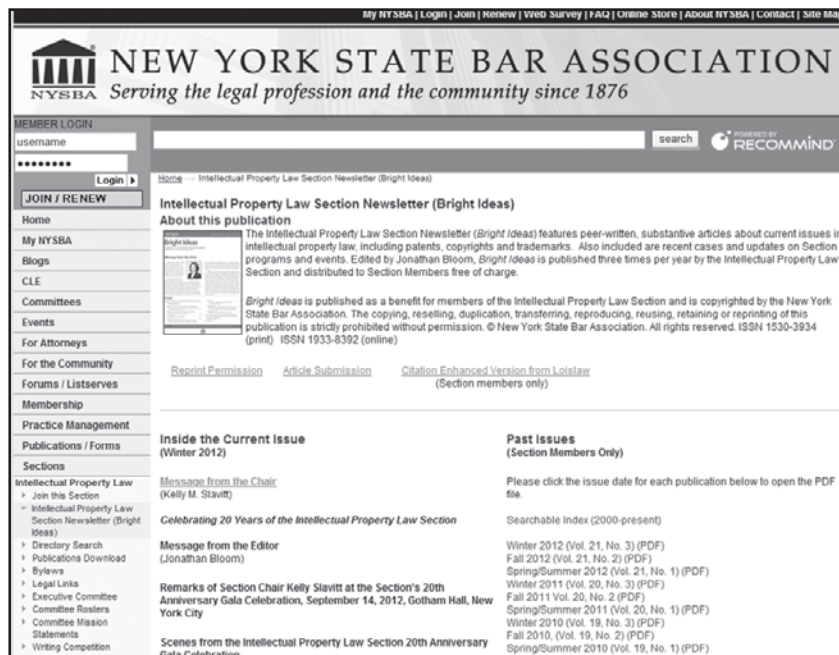 My NYSBA | Login | Join | Renew | Web Survey | FAQ | Online Store | About NYSBA | Contact | Site Map
NYSBA
NEW YORK STATE BAR ASSOCIATION
Serving the legal profession and the community since 1876
MEMBER LOGIN
username
••••••••
Login
JOIN / RENEW
Home
My NYSBA
Blogs
CLE
Committees
Events
For Attorneys
For the Community
Forums / Listserves
Membership
Practice Management
Publications / Forms
Sections
Intellectual Property Law
Join this Section
Intellectual Property Law
Section Newsletter (Bright
Ideas)
Directory Search
Publications Download
Bylaws
Legal Links
Executive Committee
Committee Rosters
Committee Mission
Statements
Writing Competition
search
POWERED BY
RECOMMIND
Home → Intellectual Property Law Section Newsletter (Bright Ideas)
Intellectual Property Law Section Newsletter (Bright Ideas)
About this publication
Bright Ideas
The Intellectual Property Law Section Newsletter (Bright Ideas) features peer-written, substantive articles about current issues in
intellectual property law, including patents, copyrights and trademarks. Also included are recent cases and updates on Section
programs and events. Edited by Jonathan Bloom, Bright Ideas is published three times per year by the Intellectual Property Law
Section and distributed to Section Members free of charge.
Bright Ideas is published as a benefit for members of the Intellectual Property Law Section and is copyrighted by the New York
State Bar Association. The copying, reselling, duplication, transferring, reproducing, reusing, retaining or reprinting of this
publication is strictly prohibited without permission. © New York State Bar Association. All rights reserved. ISSN 1530-3934
(print) ISSN 1933-8392 (online)
Reprint Permission Article Submission Citation Enhanced Version from Loislaw
(Section members only)
Inside the Current Issue
(Winter 2012)
Message from the Chair
(Kelly M. Slavitt)
Celebrating 20 Years of the Intellectual Property Law Section
Message from the Editor
(Jonathan Bloom)
Remarks of Section Chair Kelly Slavitt at the Section's 20th
Anniversary Gala Celebration, September 14, 2012, Gotham Hall, New
York City
Scenes from the Intellectual Property Law Section 20th Anniversary
Gala Celebration
Past Issues
(Section Members Only)
Please click the issue date for each publication below to open the PDF
file.
Searchable Index (2000-present)
Winter 2012 (Vol. 21, No. 3) (PDF)
Fall 2012 (Vol. 21, No. 2) (PDF)
Spring/Summer 2012 (Vol. 21, No. 1) (PDF)
Winter 2011 (Vol. 20, No. 3) (PDF)
Fall 2011 Vol. 20, No. 2 (PDF)
Spring/Summer 2011 (Vol. 20, No. 1) (PDF)
Winter 2010 (Vol. 19, No. 3) (PDF)
Fall 2010, (Vol. 19, No. 2) (PDF)
Spring/Summer 2010 (Vol. 19, No. 1) (PDF)